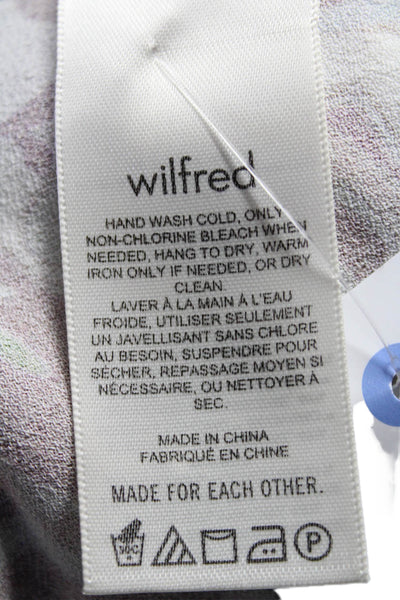 wilfred
HAND WASH COLD, ONLY
NON-CHLORINE BLEACH WHEN
NEEDED, HANG TO DRY, WARM
IRON ONLY IF NEEDED, OR DRY
CLEAN.
LAVER À LA MAIN À L'EAU
FROIDE, UTILISER SEULEMENT
UN JAVELLISANT SANS CHLORE
AU BESOIN, SUSPENDRE POUR
SÉCHER, REPASSAGE MOYEN SI
NÉCESSAIRE, OU NETTOYER À
SEC.
MADE IN CHINA
FABRIQUÉ EN CHINE
MADE FOR EACH OTHER.
30C P